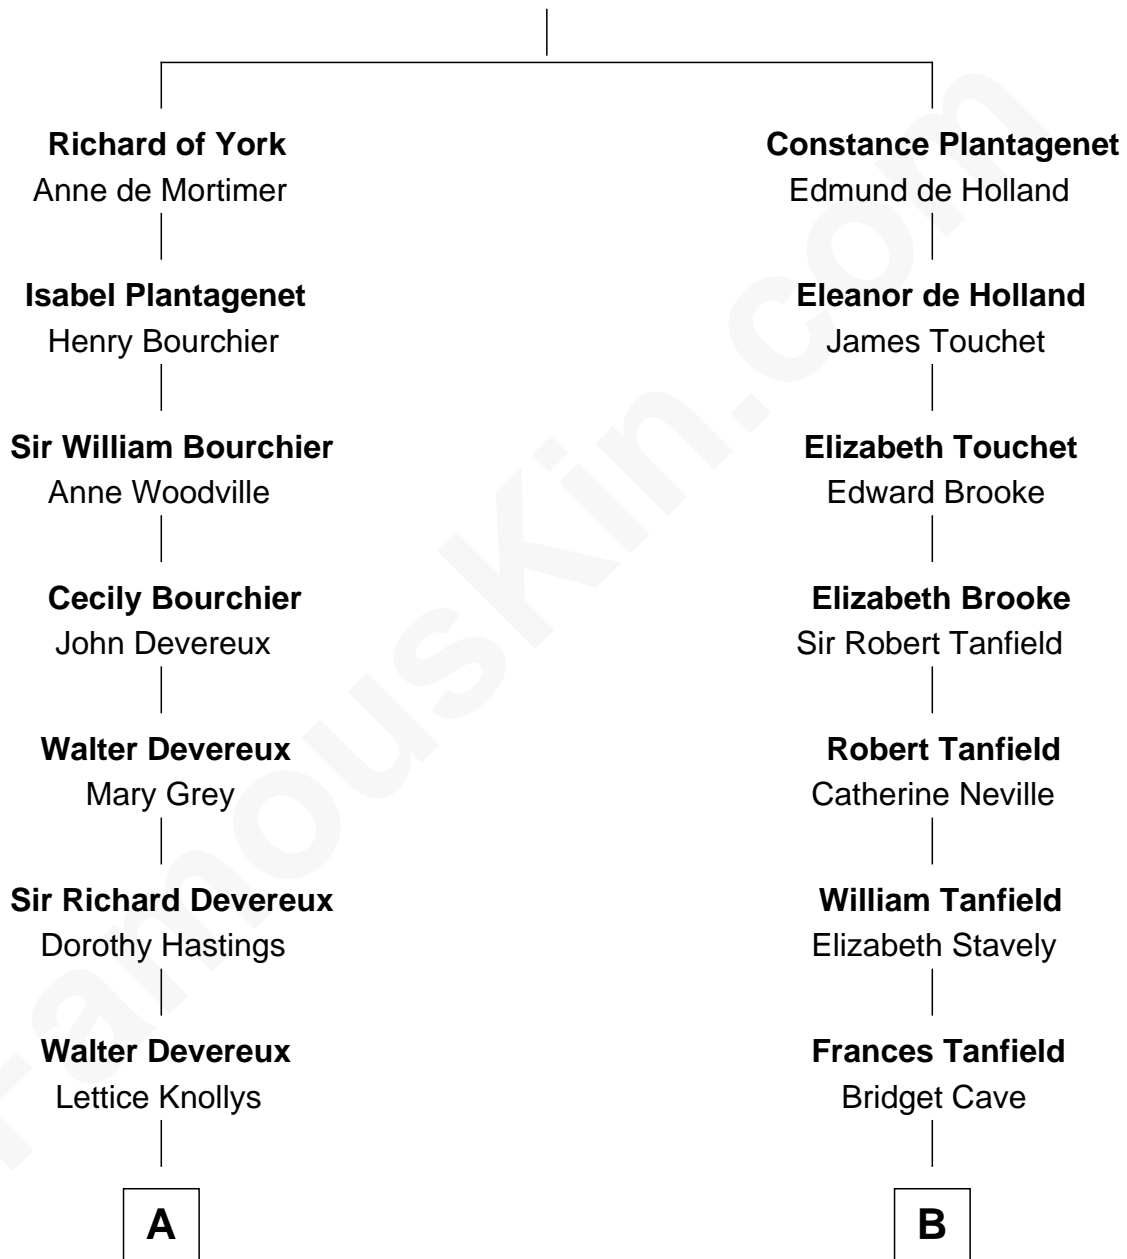 Richard of York
Anne de Mortimer
Isabel Plantagenet
Henry Bourchier
Sir William Bourchier
Anne Woodville
Cecily Bourchier
John Devereux
Walter Devereux
Mary Grey
Sir Richard Devereux
Dorothy Hastings
Walter Devereux
Lettice Knollys
A
Constance Plantagenet
Edmund de Holland
Eleanor de Holland
James Touchet
Elizabeth Touchet
Edward Brooke
Elizabeth Brooke
Sir Robert Tanfield
Robert Tanfield
Catherine Neville
William Tanfield
Elizabeth Stavely
Frances Tanfield
Bridget Cave
B
FamousKin.com